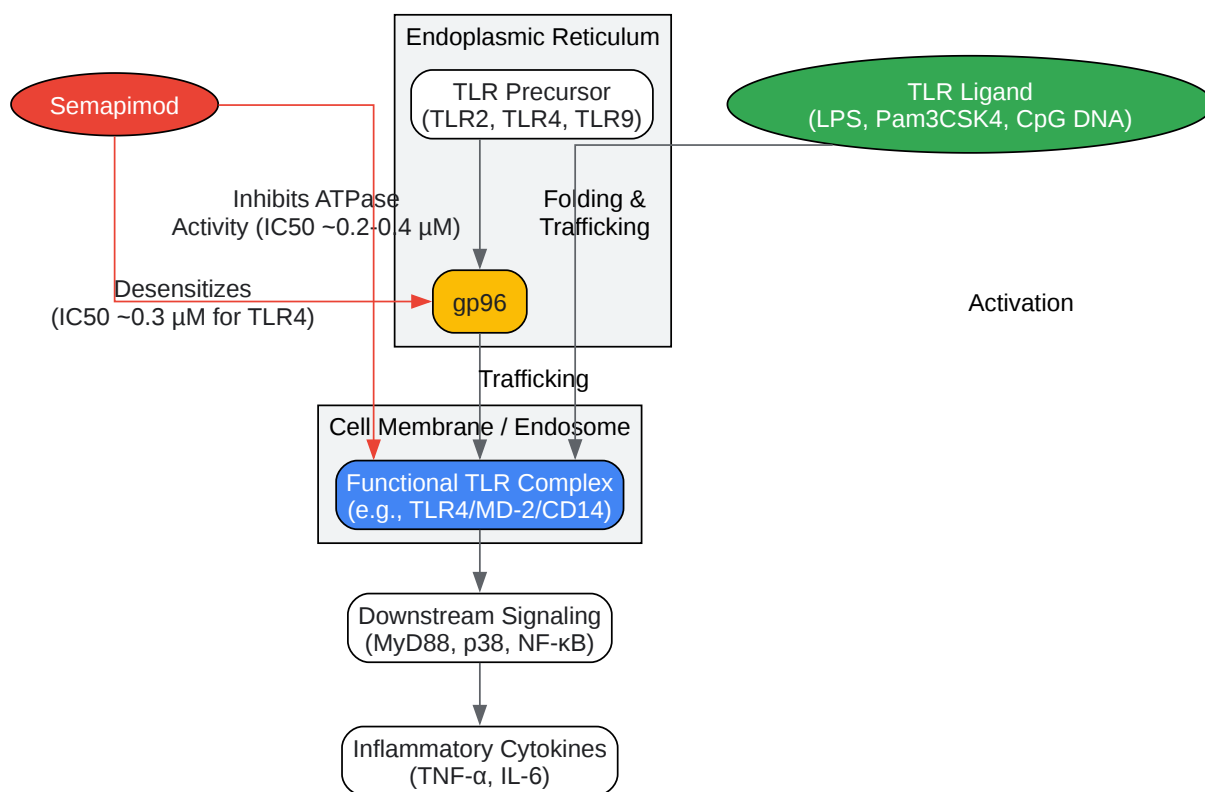 Endoplasmic Reticulum
Semapimod
TLR Precursor
(TLR2, TLR4, TLR9)
TLR Ligand
(LPS, Pam3CSK4, CpG DNA)
Inhibits ATPase
Activity (IC50 ~0.2-0.4 µM)
Folding &
Trafficking
Desensitizes
(IC50 ~0.3 µM for TLR4)
gp96
Activation
Trafficking
Cell Membrane / Endosome
Functional TLR Complex
(e.g., TLR4/MD-2/CD14)
Downstream Signaling
(MyD88, p38, NF-κB)
Inflammatory Cytokines
(TNF-α, IL-6)